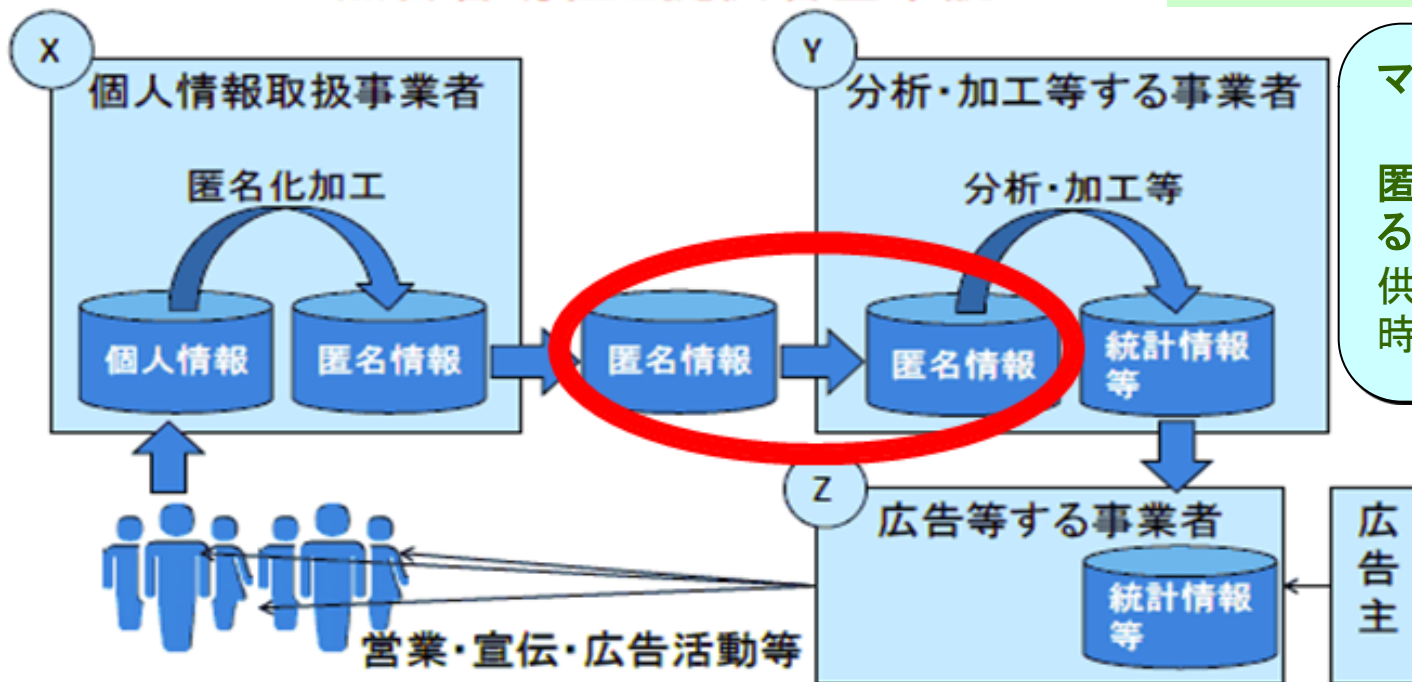 X
個人情報取扱事業者
匿名化加工
個人情報
匿名情報
匿名情報
Y
分析・加工等する事業者
分析・加工等
匿名情報
統計情報
等
マ
匿
る
供
時
Z
広告等する事業者
統計情報
等
広
告
主
営業・宣伝・広告活動等